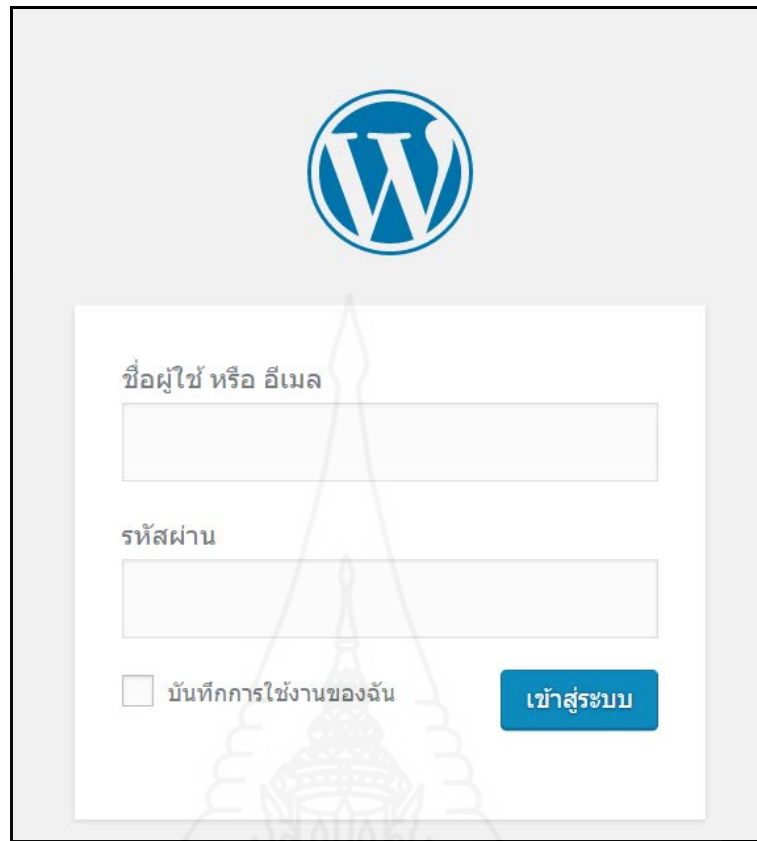 ชื่อผู้ใช้ หรือ อีเมล
รหัสผ่าน
บันทึกการใช้งานของฉัน
เข้าสู่ระบบ